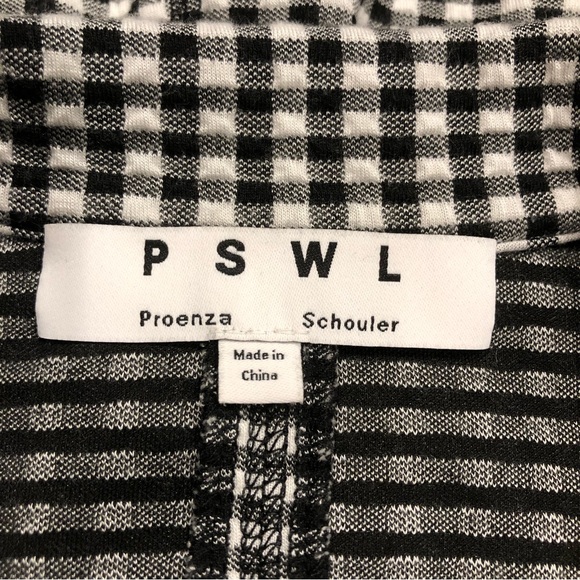 P S W L
Proenza Schouler
Made in
China